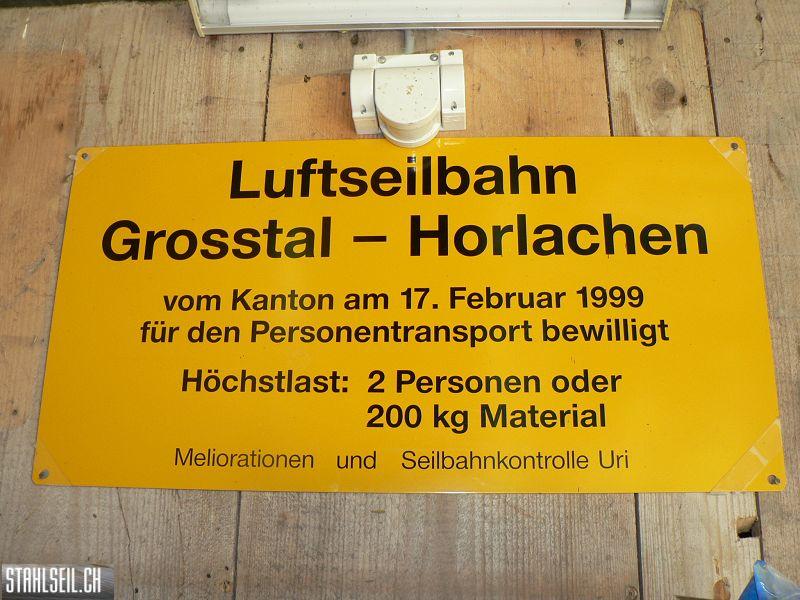 Luftseilbahn
Grosstal – Horlachen
vom Kanton am 17. Februar 1999
für den Personentransport bewilligt
Höchstlast: 2 Personen oder
200 kg Material
Meliorationen und Seilbahnkontrolle Uri
STAHLSEIL.CH